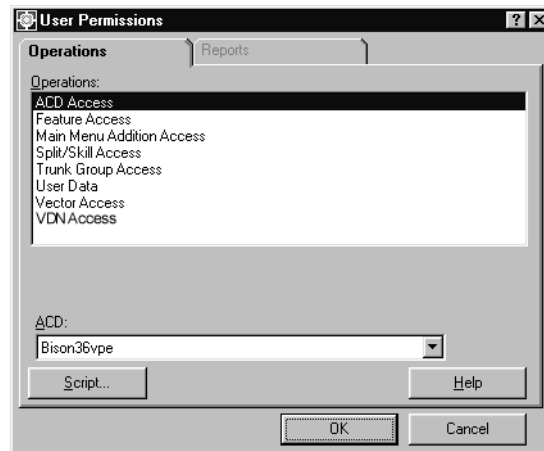 User Permissions
Operations Reports
Operations:
ACD Access
Feature Access
Main Menu Addition Access
Split/Skill Access
Trunk Group Access
User Data
Vector Access
VDN Access
ACD:
Bison36vpe
Script... Help
OK Cancel